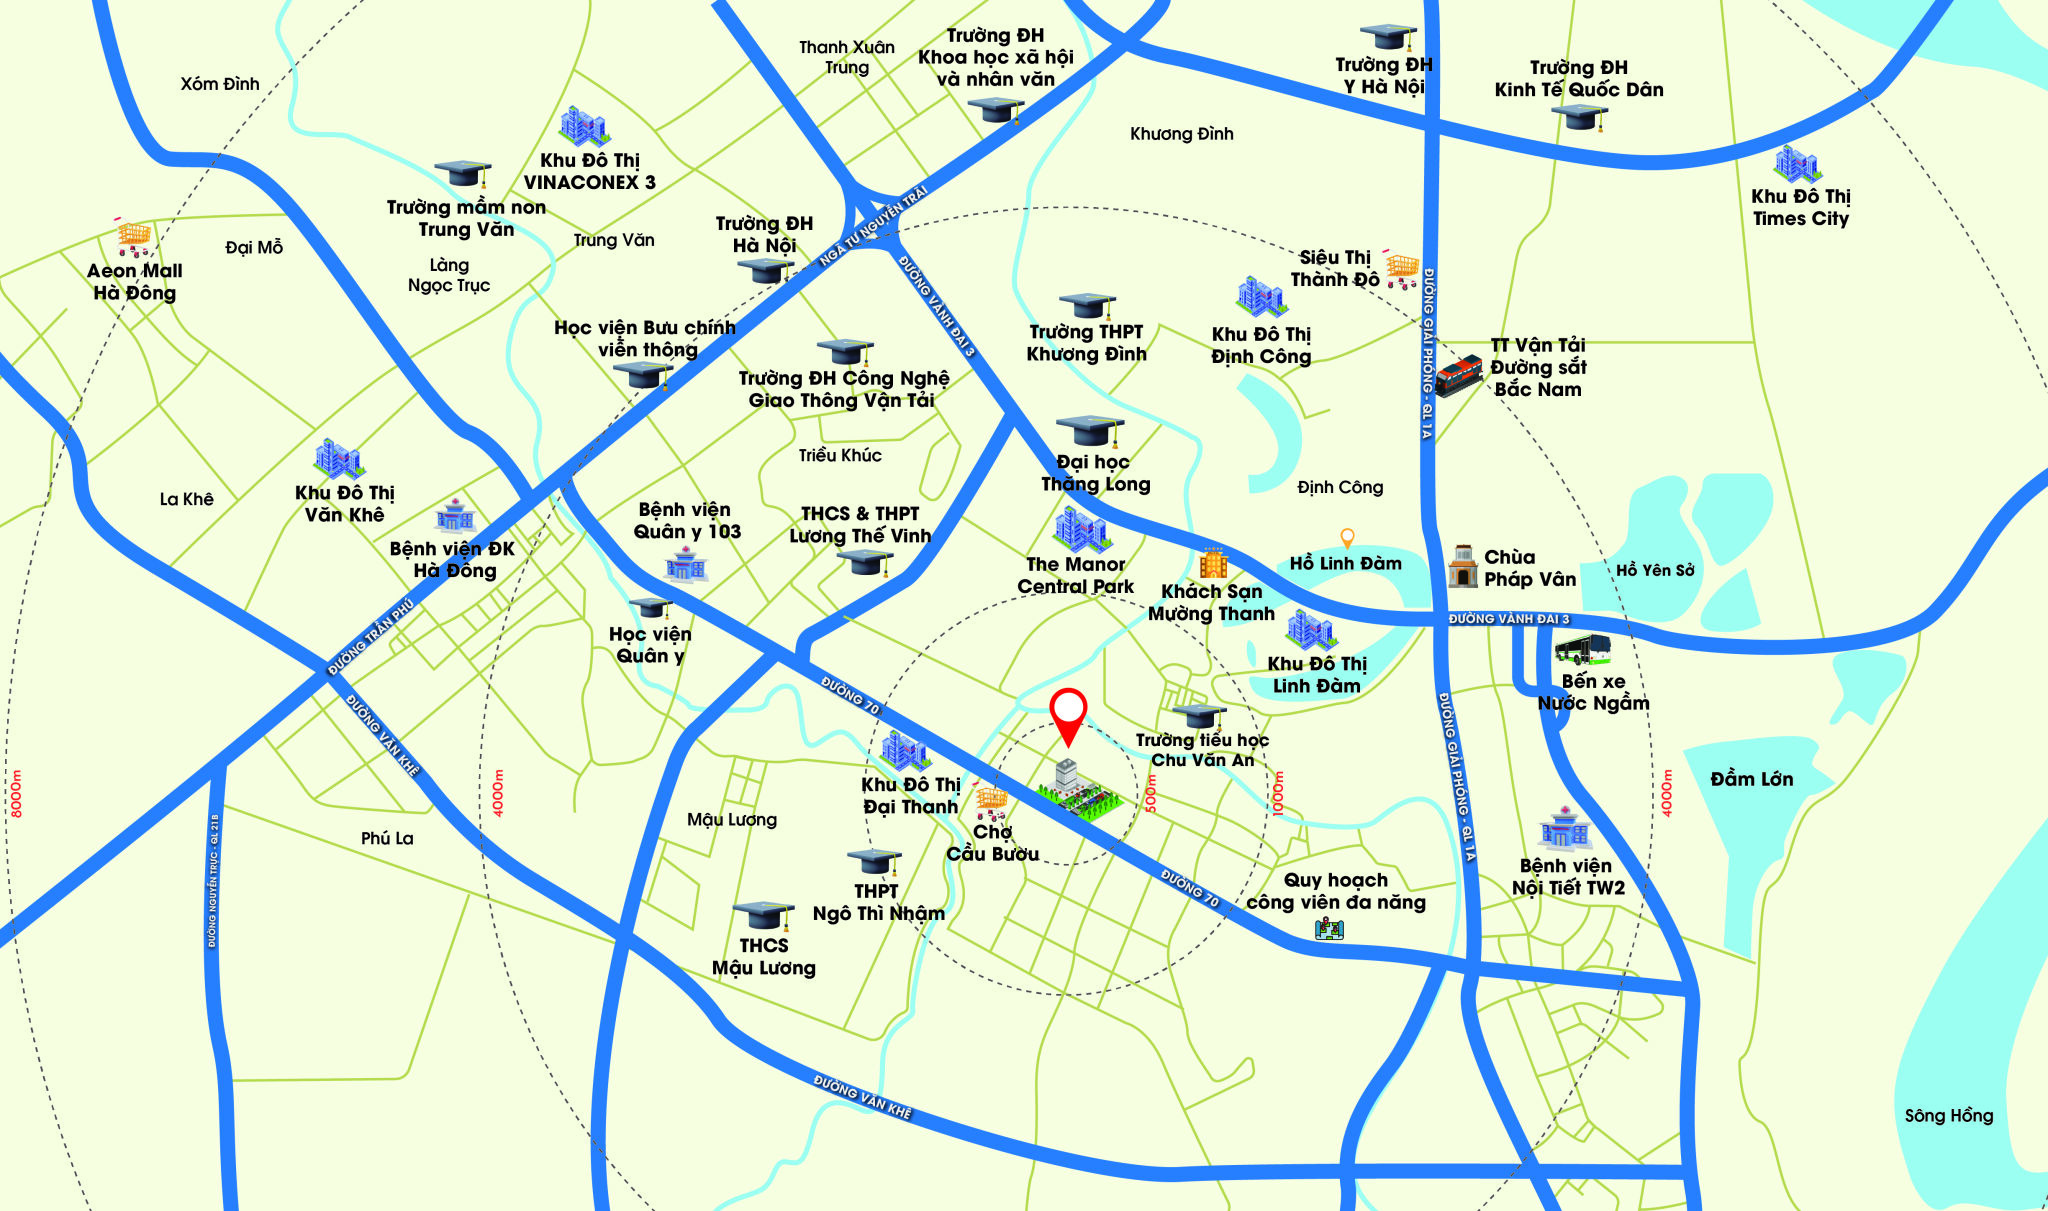 Trường ĐH
Khoa học xã hội
và nhân văn
Thanh Xuân
Trung
Trường ĐH
Y Hà Nội
Trường ĐH
Kinh Tế Quốc Dân
Xóm Đình
Khương Đình
Khu Đô Thị
VINACONEX 3
Khu Đô Thị
Times City
Trường mầm non
Trung Văn
Trường ĐH
Hà Nội
NGÃ TƯ NGUYỄN TRÃI
Trung Văn
Đại Mỗ
Aeon Mall
Hà Đông
Làng
Ngọc Trục
Siêu Thị
Thành Đô
ĐƯỜNG VÀNH ĐAI 3
ĐƯỜNG GIẢI PHÓNG - QL 1A
Học viện Bưu chính
viễn thông
Trường THPT
Khương Đình
Khu Đô Thị
Định Công
TT Vận Tải
Đường sắt
Bắc Nam
Trường ĐH Công Nghệ
Giao Thông Vận Tải
Triều Khúc
Đại học
Thăng Long
Định Công
La Khê
Khu Đô Thị
Văn Khê
Bệnh viện
Quân y 103
THCS & THPT
Lương Thế Vinh
Bệnh viện ĐK
Hà Đông
The Manor
Central Park
Hồ Linh Đàm
Chùa
Pháp Vân
Hồ Yên Sở
Khách Sạn
Mường Thanh
ĐƯỜNG VÀNH ĐAI 3
ĐƯỜNG TRẦN PHÚ
Học viện
Quân y
Khu Đô Thị
Linh Đàm
Bến xe
Nước Ngầm
ĐƯỜNG 70
ĐƯỜNG VĂN KHÊ
ĐƯỜNG GIẢI PHÓNG - QL 1A
Trường tiểu học
Chu Văn An
8000m
4000m
500m
1000m
4000m
Đầm Lớn
Khu Đô Thị
Đại Thanh
Chợ
Cầu Bươu
Mậu Lương
Phú La
ĐƯỜNG NGUYỄN TRỰC - QL 21B
THPT
Ngô Thì Nhậm
ĐƯỜNG 70
Quy hoạch
công viên đa năng
Bệnh viện
Nội Tiết TW2
THCS
Mậu Lương
ĐƯỜNG VĂN KHÊ
Sông Hồng